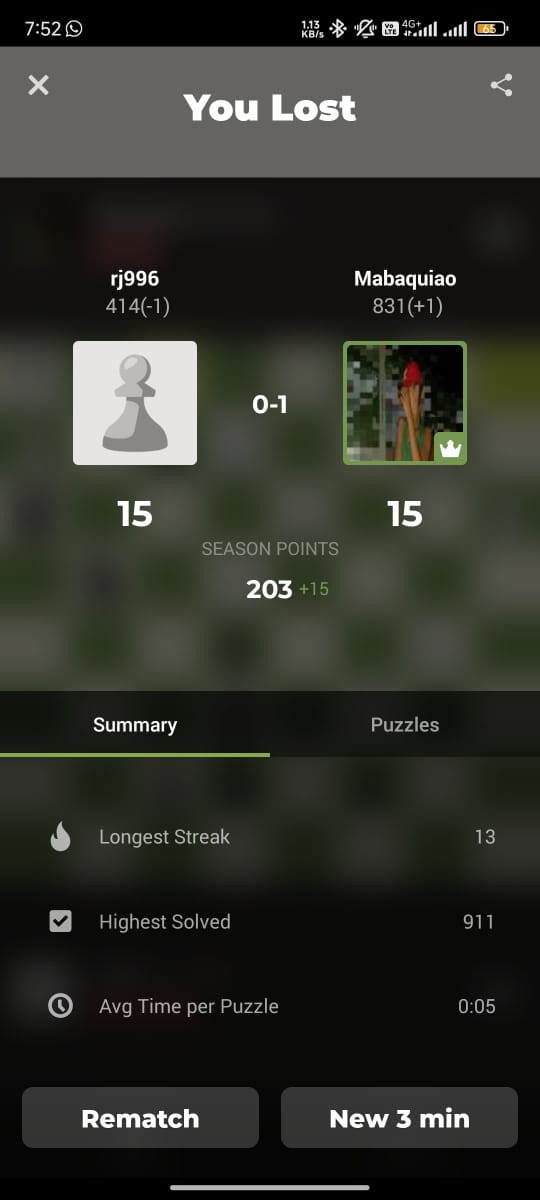 7:52
1.13
KB/s
Vo
LTE
4G+
65
You Lost
rj996
Mabaquiao
414(-1)
831(+1)
0-1
15
15
SEASON POINTS
203 +15
Summary
Puzzles
Longest Streak
13
Highest Solved
911
Avg Time per Puzzle
0:05
Rematch
New 3 min